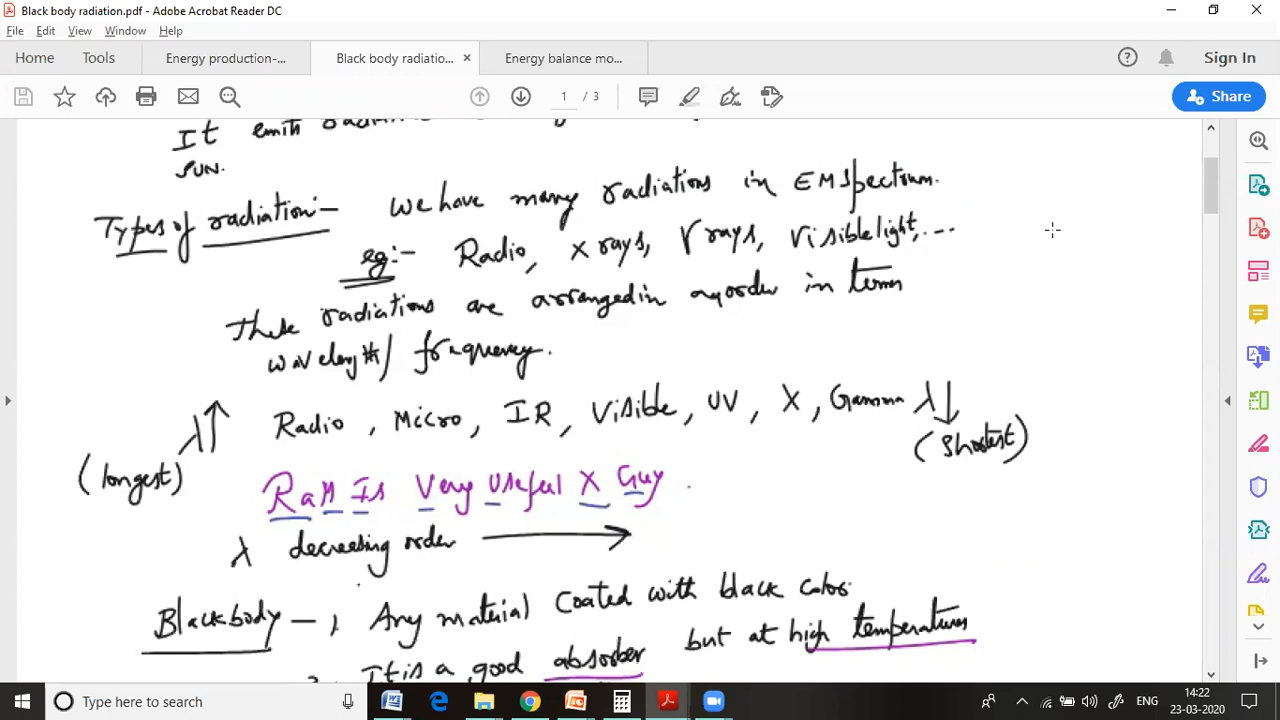 Black body radiation.pdf - Adobe Acrobat Reader DC
File Edit View Window Help
Home Tools Energy production-... Black body radiatio... × Energy balance mo... Sign In
1 / 3 Share
It emits
SUN.
Types of radiation:- We have many radiations in EM Spectrum.
eg:- Radio, X rays, γ rays, Visible light, ...
These radiations are arranged in an order in terms
wavelength/ frequency.
λ↑ Radio, Micro, IR, Visible, UV, X, Gamma λ↓
(longest) (Shortest)
RaM Is Very Useful X Guy
λ decreasing order →
Blackbody - 1, Any material Coated with black color
It is a good absorber but at high temperatures
Type here to search
ENG
14:22
23-03-2020